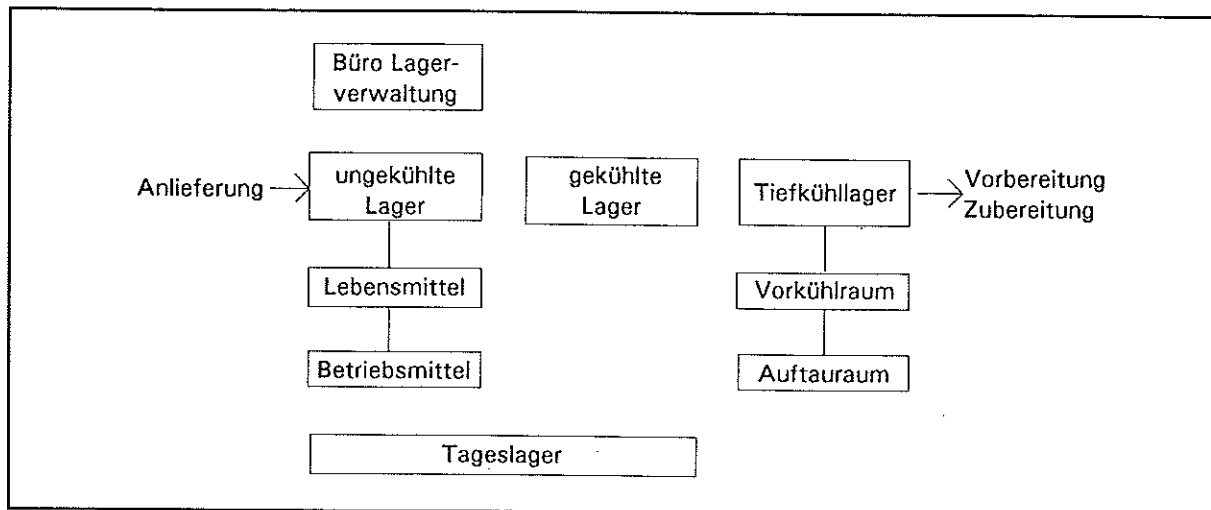 Büro Lager-
verwaltung
Anlieferung
ungekühlte
Lager
gekühlte
Lager
Tiefkühllager
Vorbereitung
Zubereitung
Lebensmittel
Vorkühlraum
Betriebsmittel
Auftauraum
Tageslager